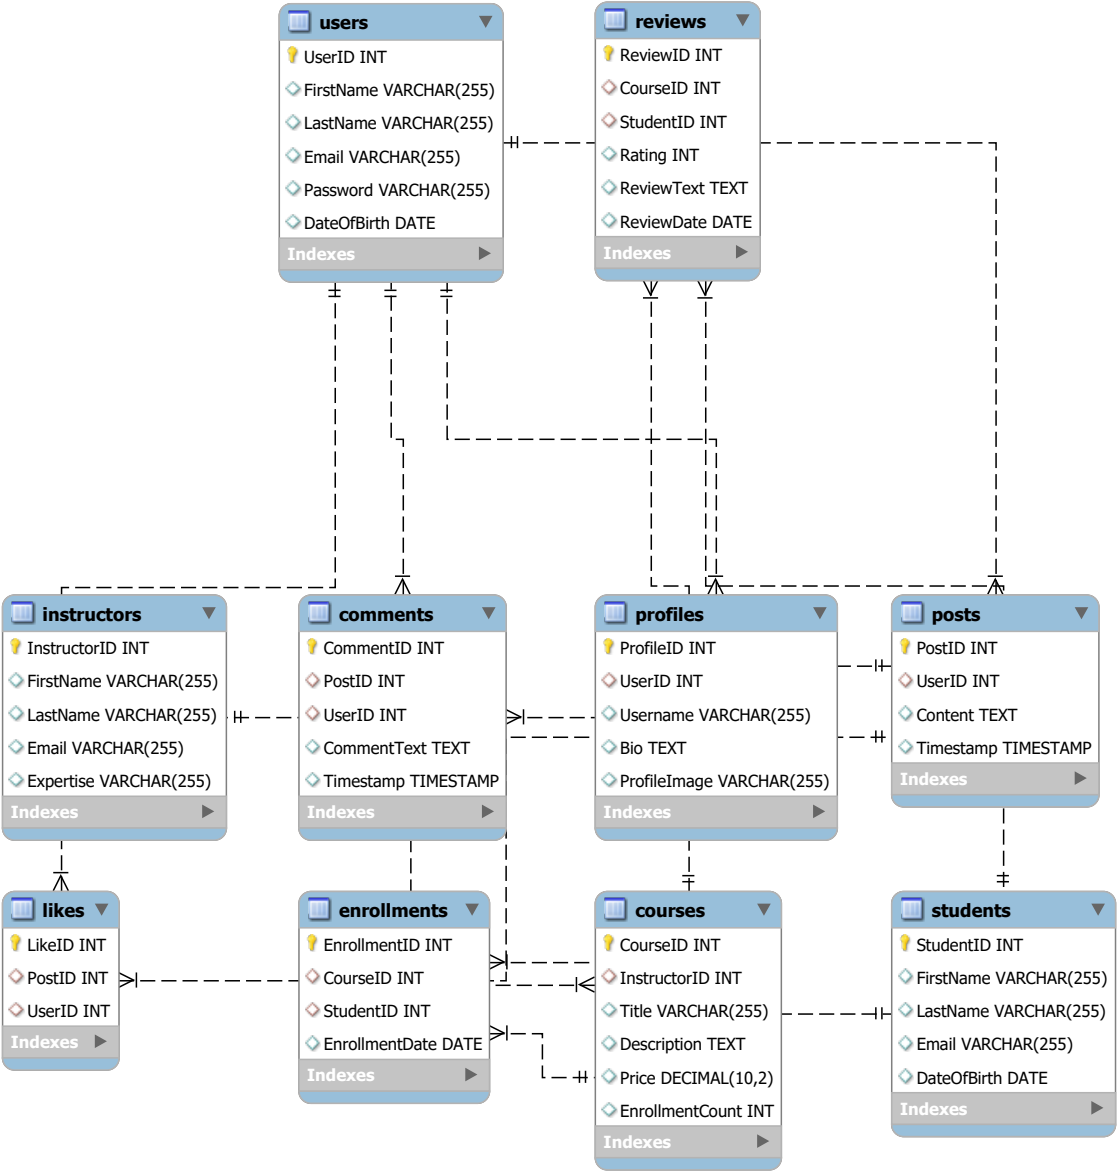 users
UserID INT
FirstName VARCHAR(255)
LastName VARCHAR(255)
Email VARCHAR(255)
Password VARCHAR(255)
DateOfBirth DATE
Indexes
reviews
ReviewID INT
CourseID INT
StudentID INT
Rating INT
ReviewText TEXT
ReviewDate DATE
Indexes
instructors
InstructorID INT
FirstName VARCHAR(255)
LastName VARCHAR(255)
Email VARCHAR(255)
Expertise VARCHAR(255)
Indexes
comments
CommentID INT
PostID INT
UserID INT
CommentText TEXT
Timestamp TIMESTAMP
Indexes
profiles
ProfileID INT
UserID INT
Username VARCHAR(255)
Bio TEXT
ProfileImage VARCHAR(255)
Indexes
posts
PostID INT
UserID INT
Content TEXT
Timestamp TIMESTAMP
Indexes
likes
LikeID INT
PostID INT
UserID INT
Indexes
enrollments
EnrollmentID INT
CourseID INT
StudentID INT
EnrollmentDate DATE
Indexes
courses
CourseID INT
InstructorID INT
Title VARCHAR(255)
Description TEXT
Price DECIMAL(10,2)
EnrollmentCount INT
Indexes
students
StudentID INT
FirstName VARCHAR(255)
LastName VARCHAR(255)
Email VARCHAR(255)
DateOfBirth DATE
Indexes